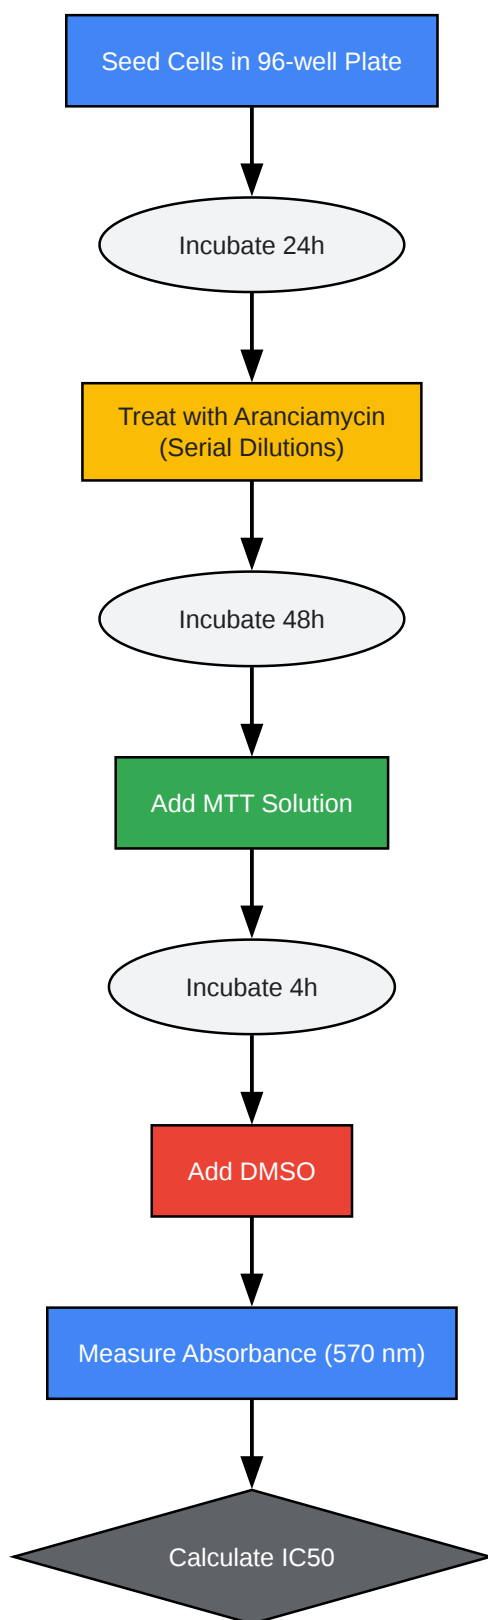 Seed Cells in 96-well Plate
Incubate 24h
Treat with Aranciamycin
(Serial Dilutions)
Incubate 48h
Add MTT Solution
Incubate 4h
Add DMSO
Measure Absorbance (570 nm)
Calculate IC50